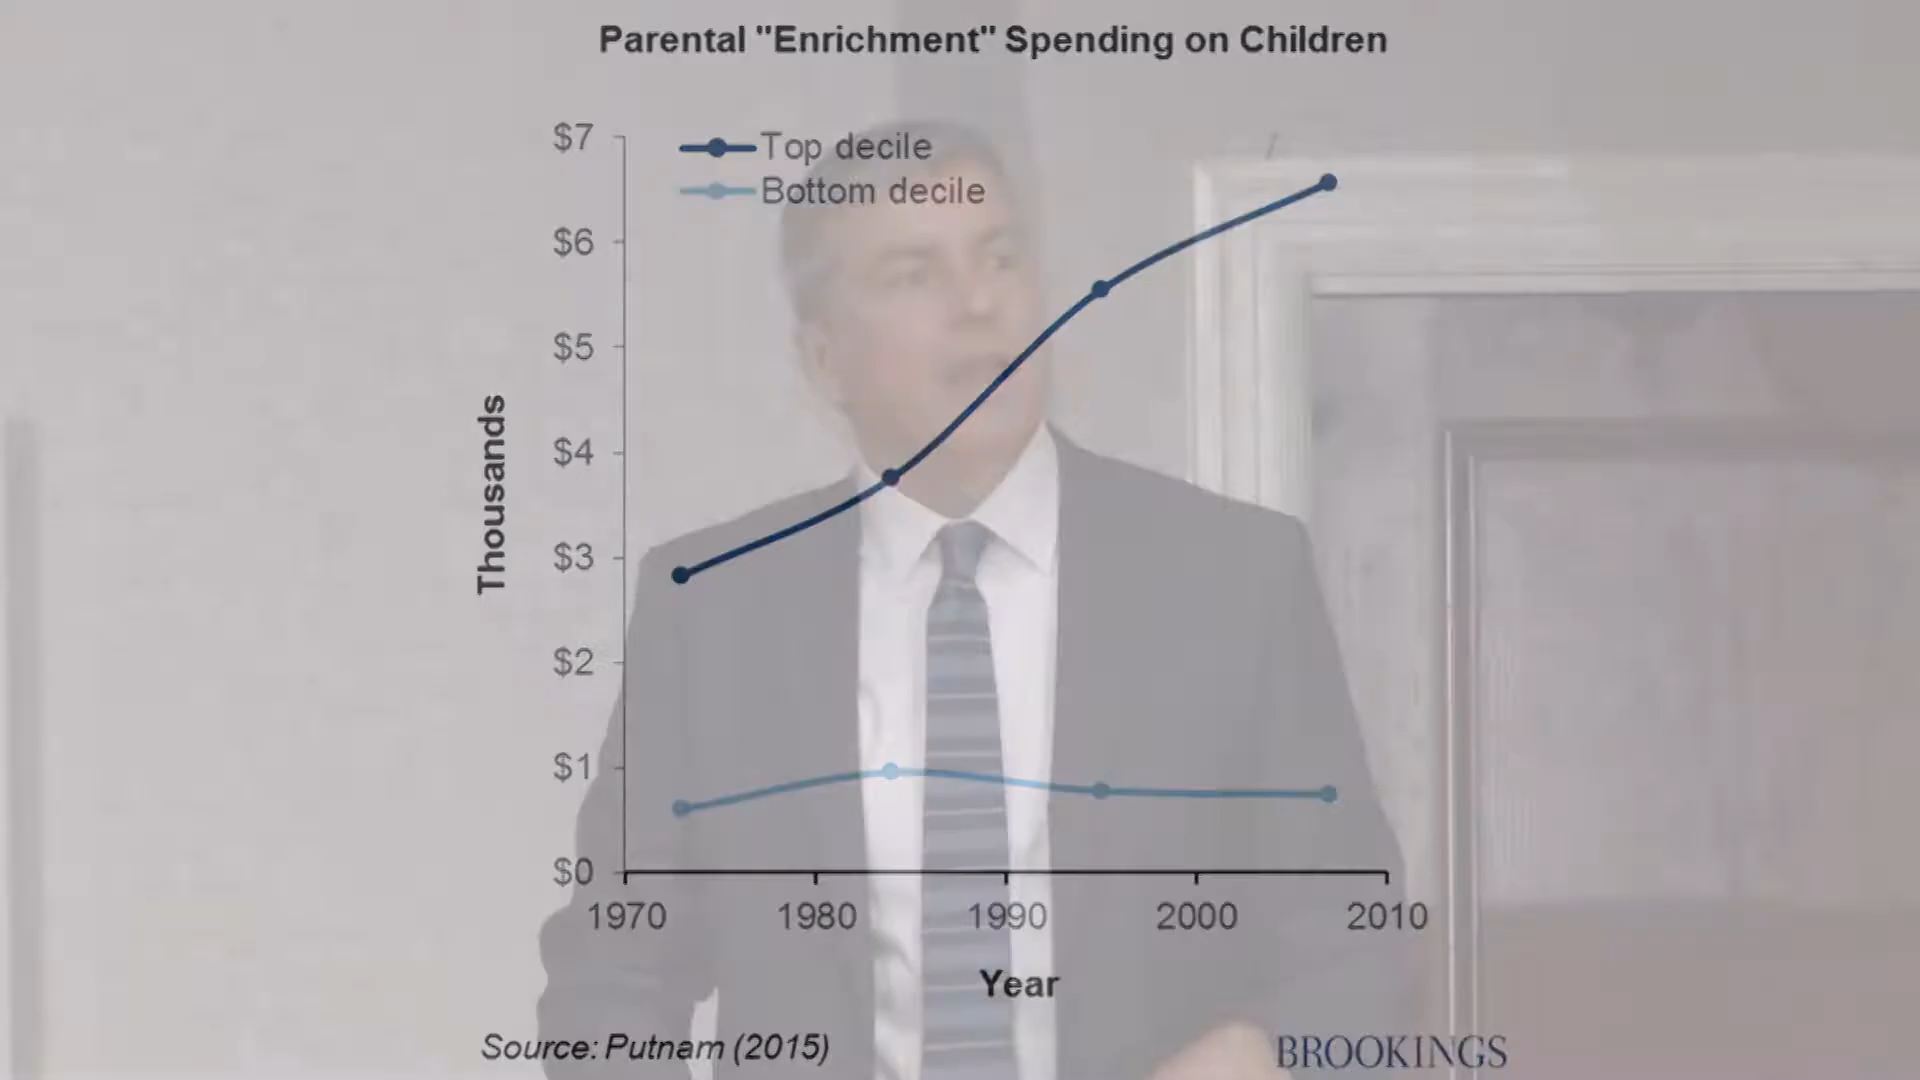 Parental "Enrichment" Spending on Children
Top decile
Bottom decile
$7
$6
$5
$4
$3
$2
$1
$0
Thousands
1970 1980 1990 2000 2010
Year
Source: Putnam (2015)
BROOKINGS